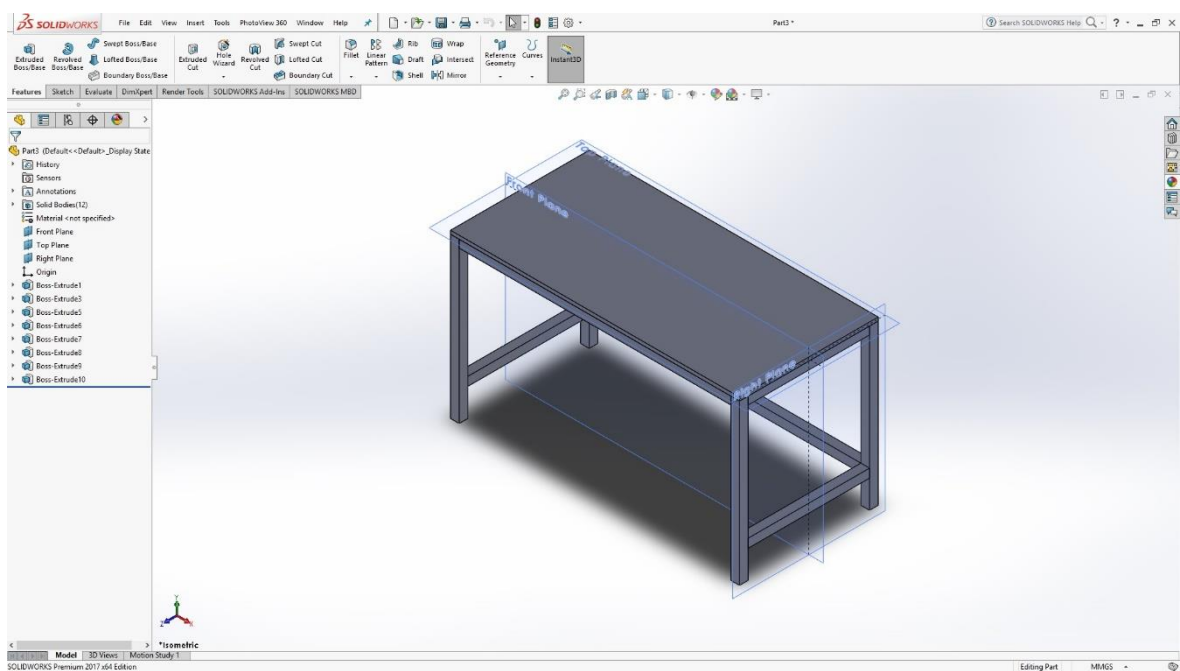 SOLIDWORKS File Edit View Insert Tools PhotoView 360 Window Help Part3 * Search SOLIDWORKS Help
Extruded Boss/Base
Revolved Boss/Base
Swept Boss/Base
Lofted Boss/Base
Boundary Boss/Base
Extruded Cut
Hole Wizard
Revolved Cut
Swept Cut
Lofted Cut
Boundary Cut
Fillet
Linear Pattern
Rib
Draft
Shell
Wrap
Intersect
Mirror
Reference Geometry
Curves
Instant3D
Features Sketch Evaluate DimXpert Render Tools SOLIDWORKS Add-Ins SOLIDWORKS MBD
Part3 (Default<<Default>_Display State
History
Sensors
Annotations
Solid Bodies(12)
Material <not specified>
Front Plane
Top Plane
Right Plane
Origin
Boss-Extrude1
Boss-Extrude3
Boss-Extrude5
Boss-Extrude6
Boss-Extrude7
Boss-Extrude8
Boss-Extrude9
Boss-Extrude10
Top Plane
Front Plane
Right Plane
*Isometric
Model 3D Views Motion Study 1
SOLIDWORKS Premium 2017 x64 Edition Editing Part MMGS